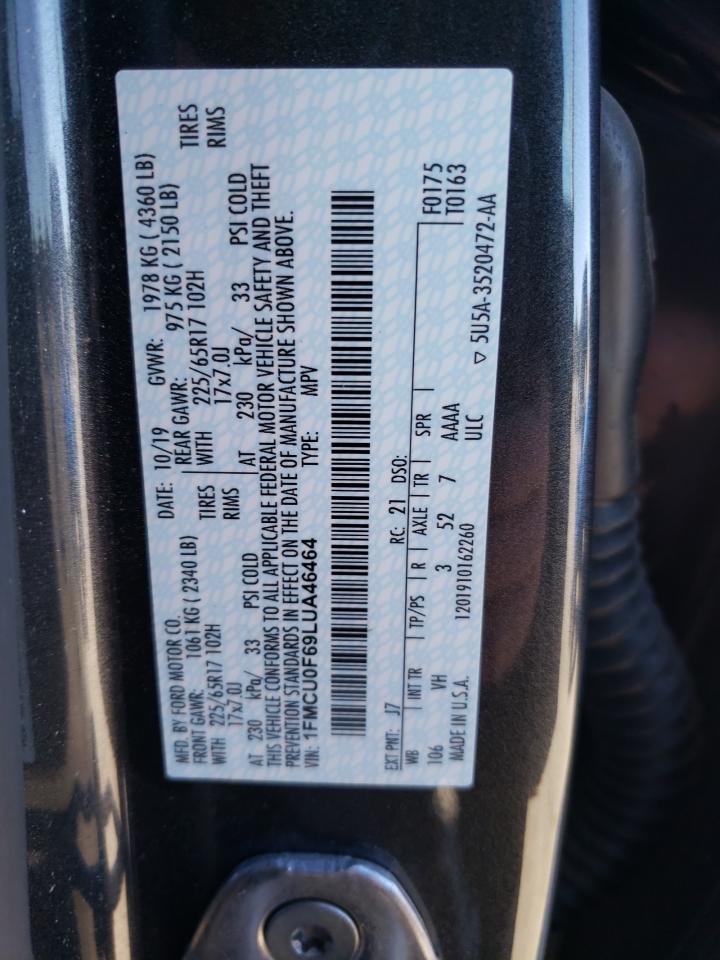 MFD. BY FORD MOTOR CO. DATE: 10/19 GVWR: 1978 KG ( 4360 LB)
FRONT GAWR: 1061 KG ( 2340 LB) REAR GAWR: 975 KG ( 2150 LB)
WITH 225/65R17 102H TIRES WITH 225/65R17 102H TIRES
17x7.0J RIMS 17x7.0J RIMS
AT 230 kPa/ 33 PSI COLD AT 230 kPa/ 33 PSI COLD
THIS VEHICLE CONFORMS TO ALL APPLICABLE FEDERAL MOTOR VEHICLE SAFETY AND THEFT
PREVENTION STANDARDS IN EFFECT ON THE DATE OF MANUFACTURE SHOWN ABOVE.
VIN: 1FMCU0F69LUA46464 TYPE: MPV
EXT PNT: J7 RC: 21 DSO: F0175
WB INT TR TP/PS R AXLE TR SPR T0163
106 VH 3 52 7 AAAA
MADE IN U.S.A. 1201910162260 ULC ▽ 5U5A-3520472-AA